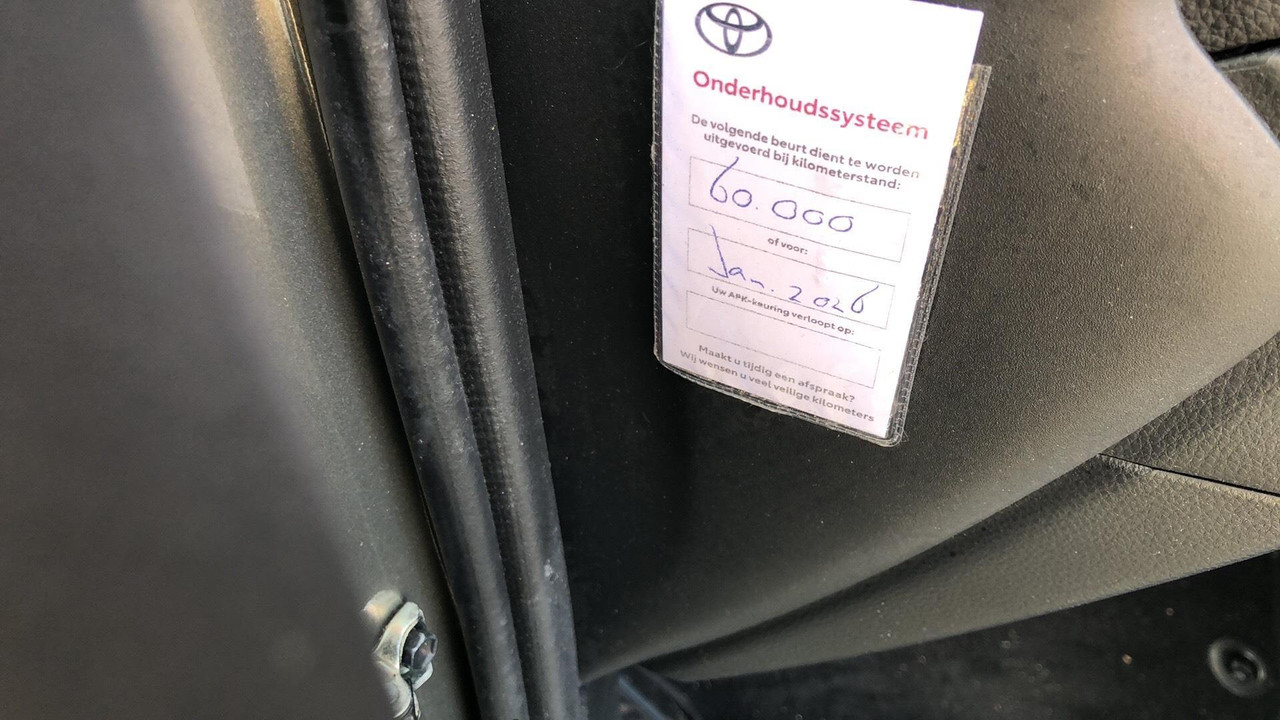 Onderhoudssysteem
De volgende beurt dient te worden
uitgevoerd bij kilometerstand:
60.000
of voor:
Jan. 2026
Uw APK-keuring verloopt op:
Maakt u tijdig een afspraak?
Wij wensen u veel veilige kilometers